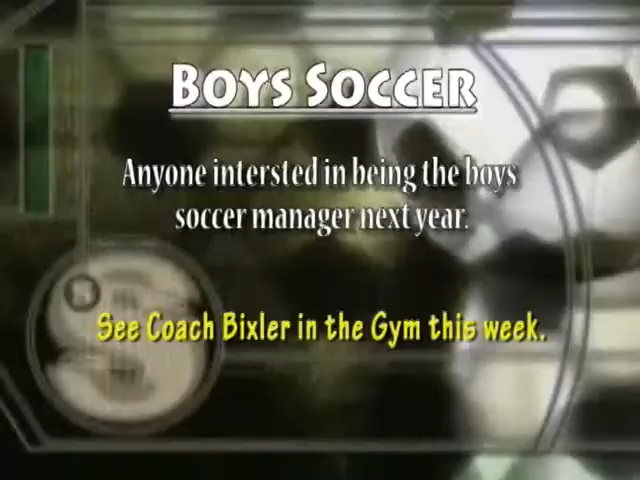 BOYS SOCCER
Anyone intersted in being the boys
soccer manager next year.
See Coach Bixler in the Gym this week.